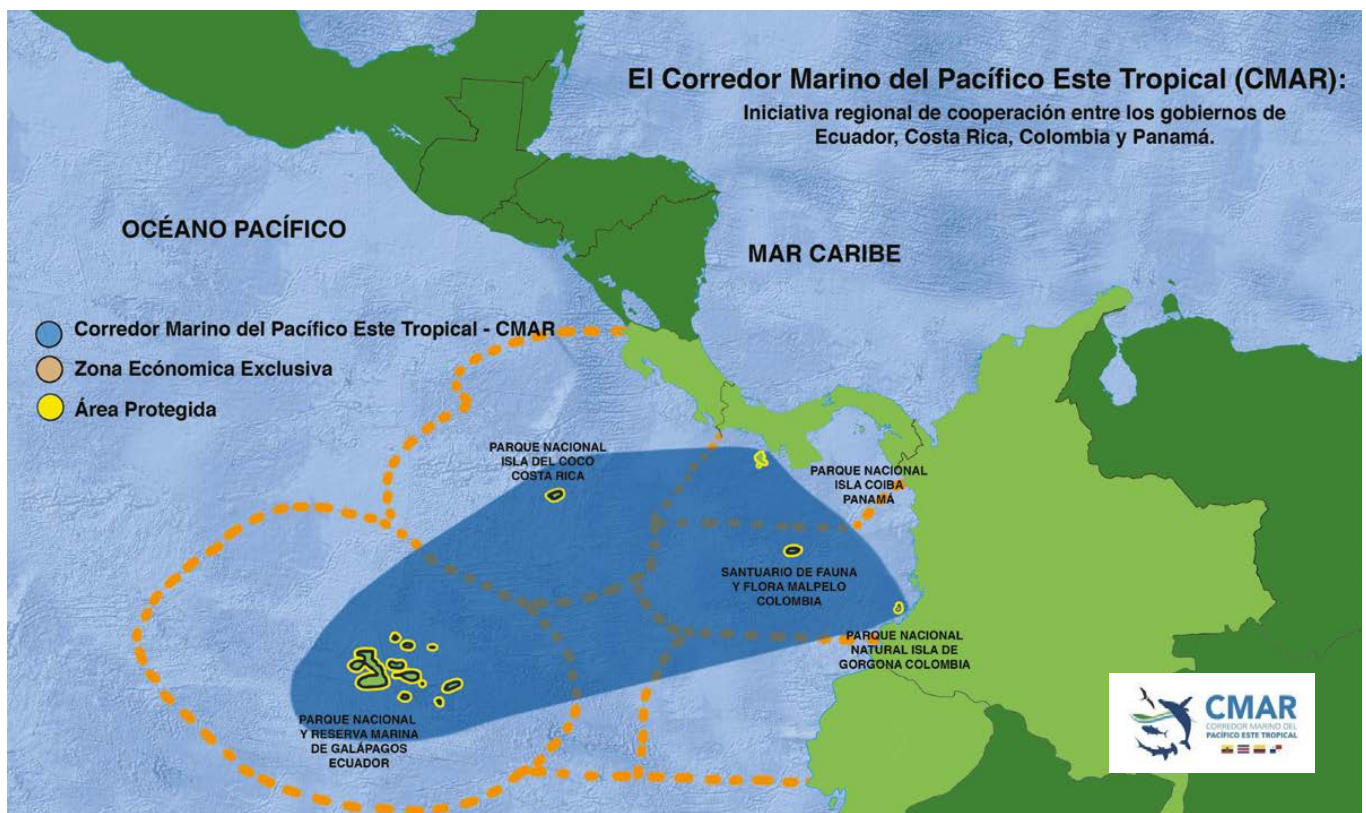 El Corredor Marino del Pacífico Este Tropical (CMAR):
Iniciativa regional de cooperación entre los gobiernos de
Ecuador, Costa Rica, Colombia y Panamá.
OCÉANO PACÍFICO
MAR CARIBE
Corredor Marino del Pacífico Este Tropical - CMAR
Zona Ecónomica Exclusiva
Área Protegida
PARQUE NACIONAL
ISLA DEL COCO
COSTA RICA
PARQUE NACIONAL
ISLA COIBA
PANAMÁ
SANTUARIO DE FAUNA
Y FLORA MALPELO
COLOMBIA
PARQUE NACIONAL
NATURAL ISLA DE
GORGONA COLOMBIA
PARQUE NACIONAL
Y RESERVA MARINA
DE GALÁPAGOS
ECUADOR
CMAR
CORREDOR MARINO DEL
PACÍFICO ESTE TROPICAL